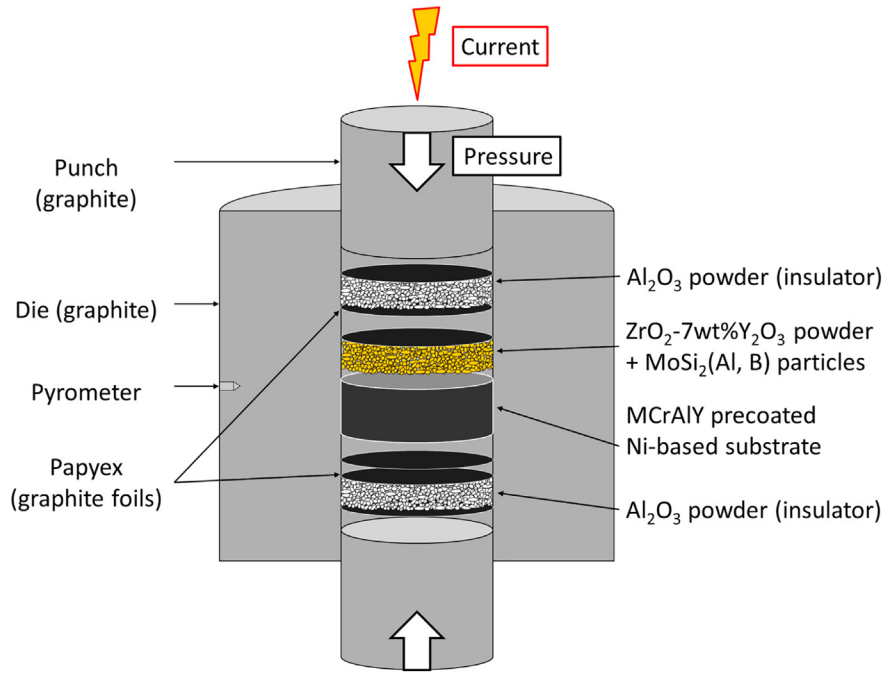 Current
Pressure
Punch
(graphite)
Die (graphite)
Pyrometer
Papyex
(graphite foils)
Al₂O₃ powder (insulator)
ZrO₂-7wt%Y₂O₃ powder
+ MoSi₂(Al, B) particles
MCrAlY precoated
Ni-based substrate
Al₂O₃ powder (insulator)